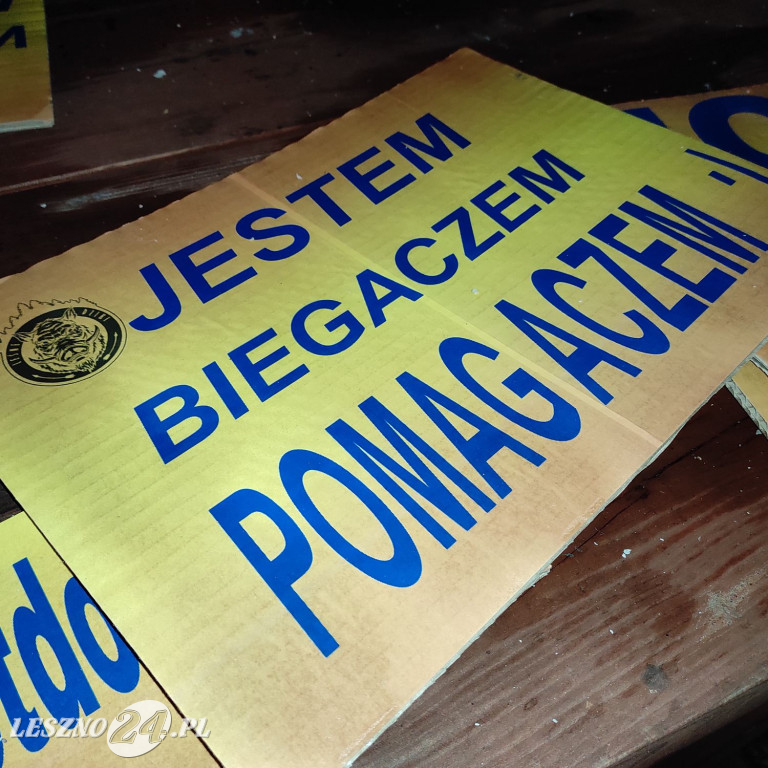 JESTEM
BIEGACZEM
POMAGACZEM :)
LESZNO24.PL